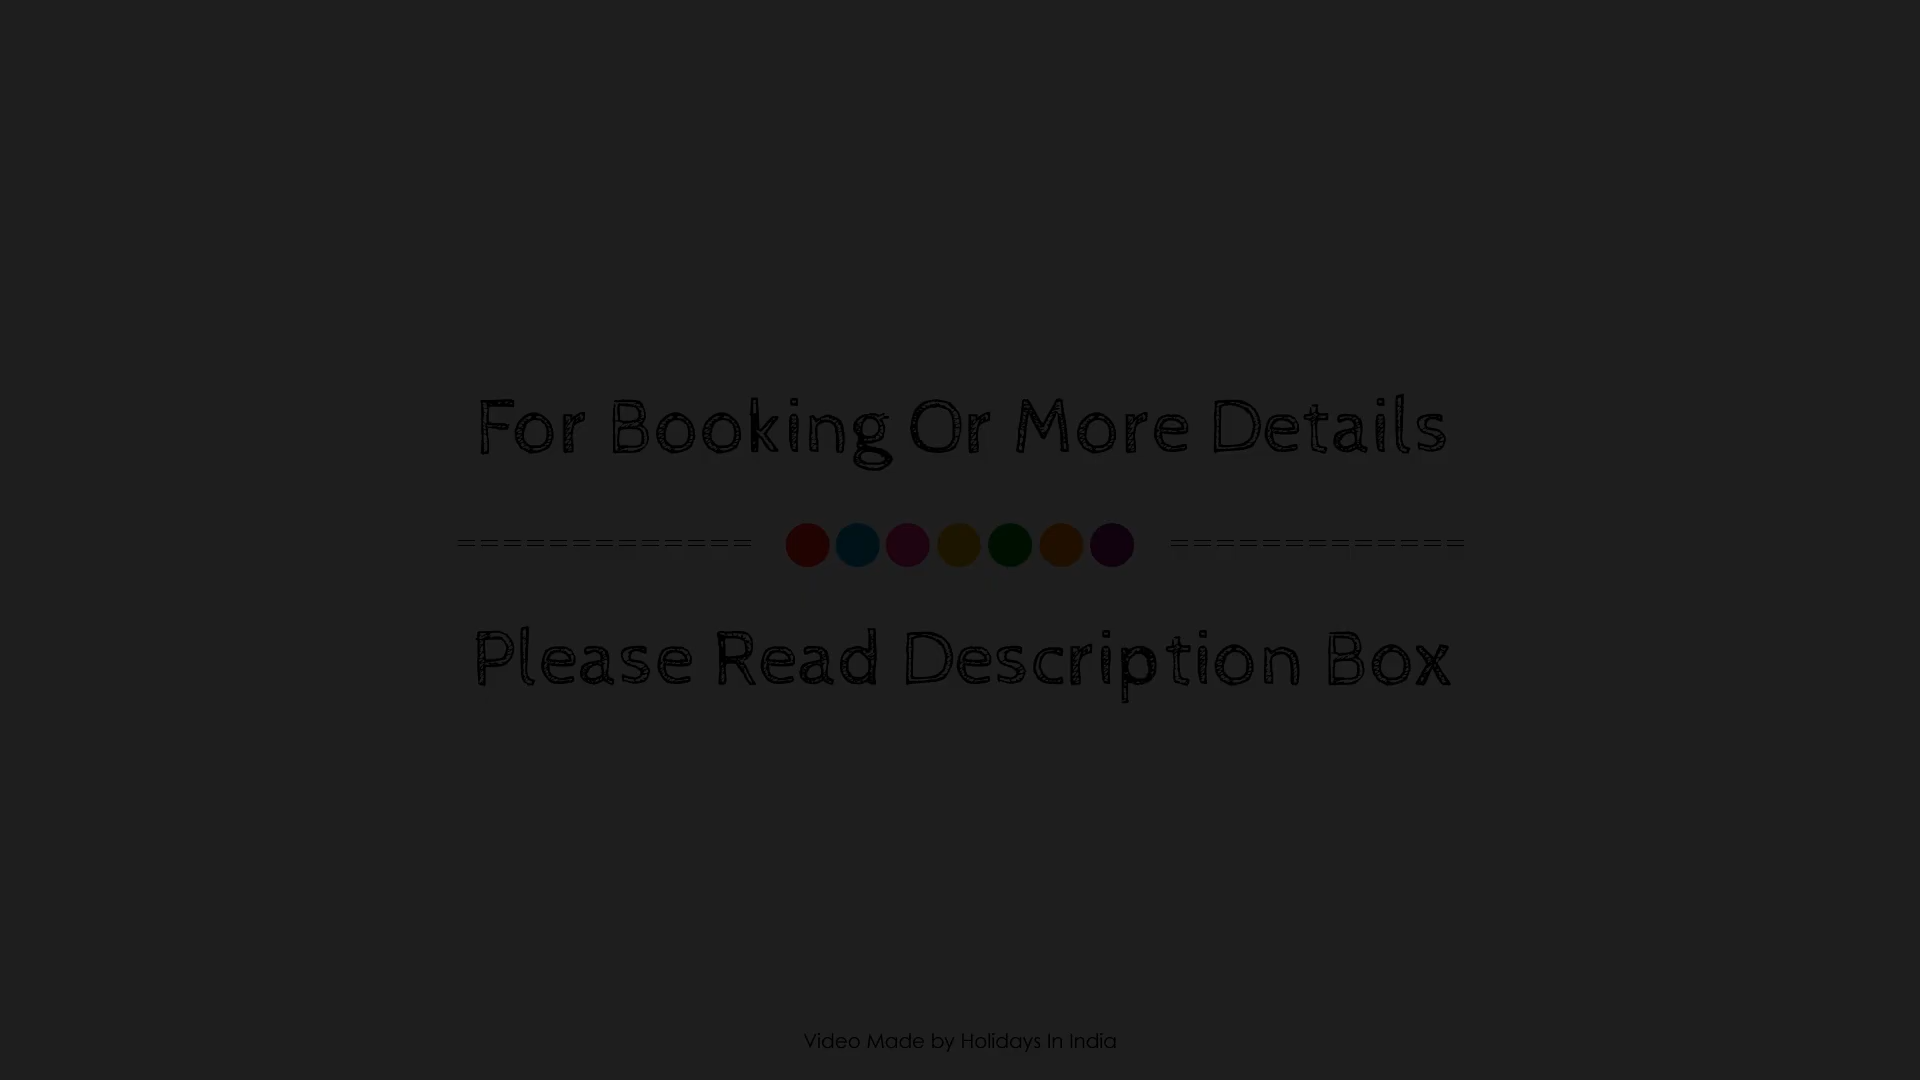 For Booking Or More Details
============= =============
Please Read Description Box
Video Made by Holidays In India